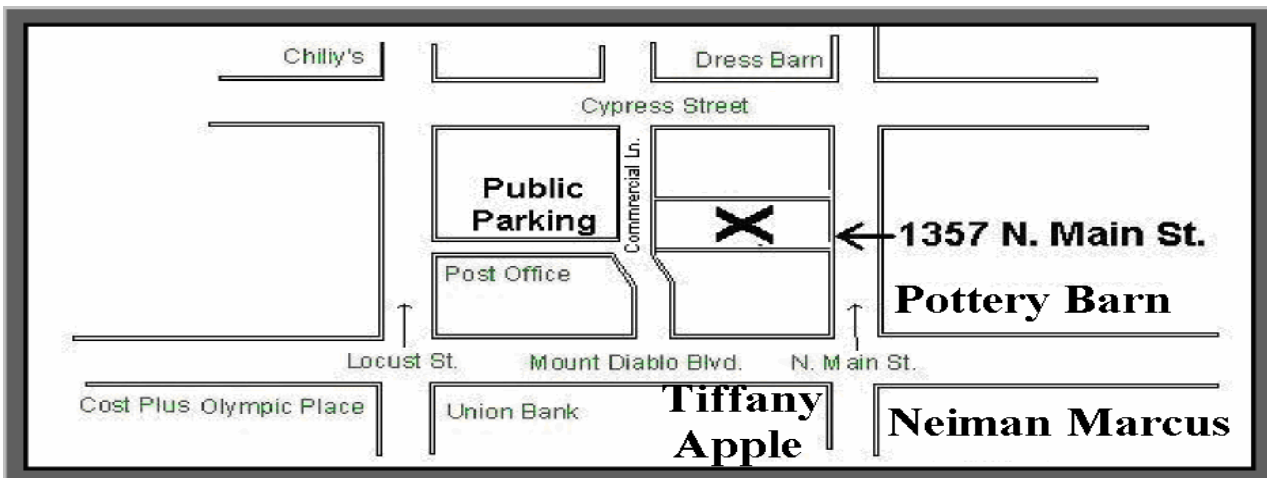 Chiliy's
Dress Barn
Cypress Street
Commercial Ln.
Public
Parking
X
1357 N. Main St.
Post Office
Pottery Barn
Locust St.
Mount Diablo Blvd.
N. Main St.
Cost Plus Olympic Place
Union Bank
Tiffany
Apple
Neiman Marcus